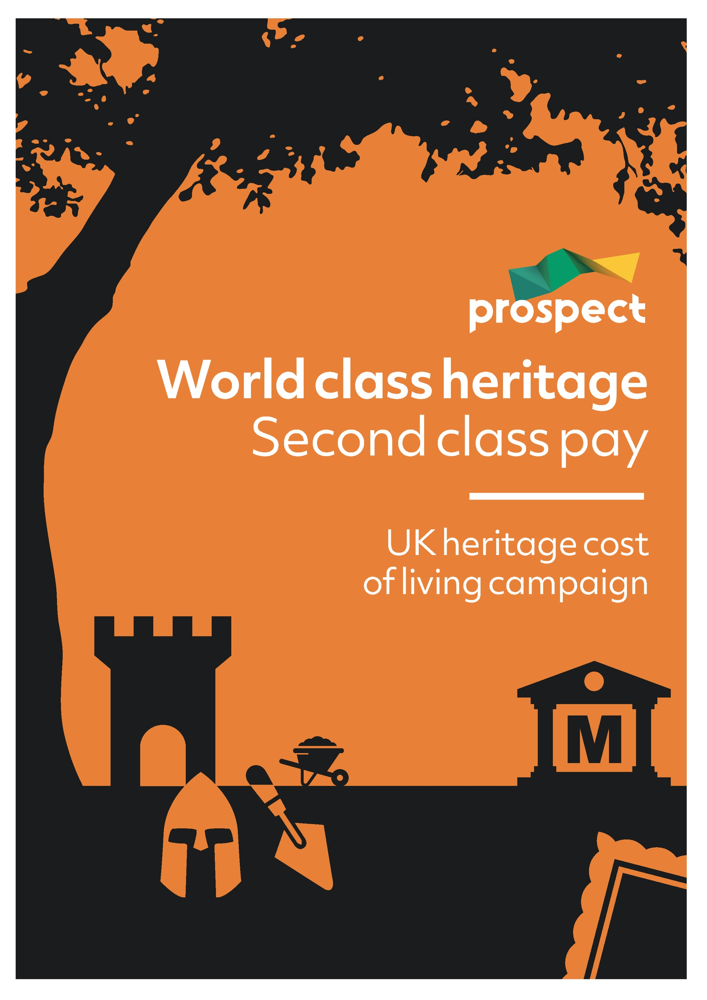 prospect
World class heritage
Second class pay
UK heritage cost
of living campaign
M